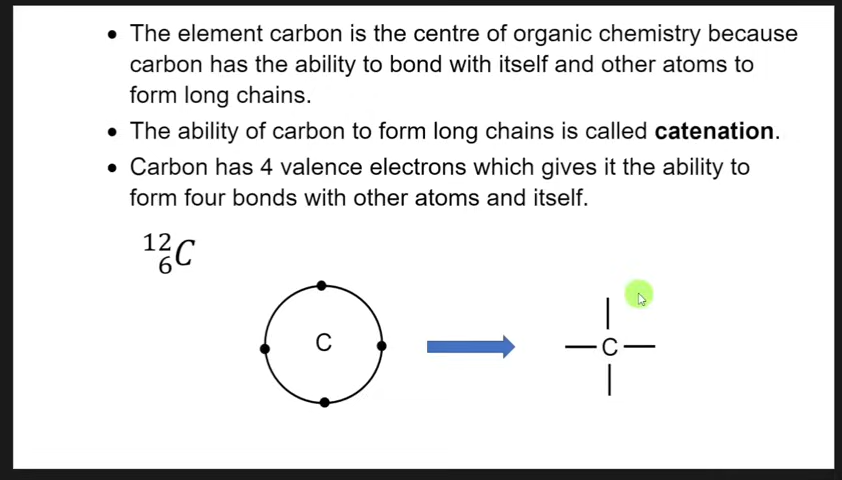 • The element carbon is the centre of organic chemistry because
carbon has the ability to bond with itself and other atoms to
form long chains.
• The ability of carbon to form long chains is called catenation.
• Carbon has 4 valence electrons which gives it the ability to
form four bonds with other atoms and itself.
¹²₆C
C
C